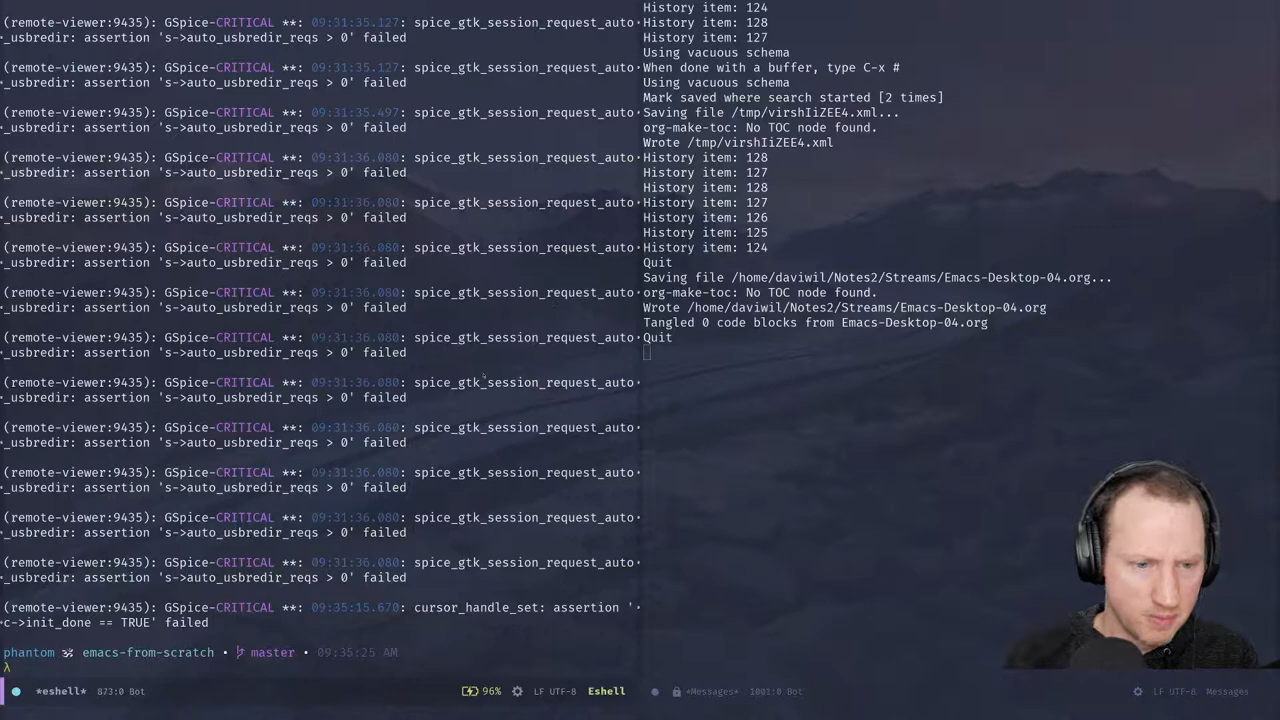 (remote-viewer:9435): GSpice-CRITICAL **: 09:31:35.127: spice_gtk_session_request_auto
_usbredir: assertion 's->auto_usbredir_reqs > 0' failed
(remote-viewer:9435): GSpice-CRITICAL **: 09:31:35.127: spice_gtk_session_request_auto
_usbredir: assertion 's->auto_usbredir_reqs > 0' failed
(remote-viewer:9435): GSpice-CRITICAL **: 09:31:35.497: spice_gtk_session_request_auto
_usbredir: assertion 's->auto_usbredir_reqs > 0' failed
(remote-viewer:9435): GSpice-CRITICAL **: 09:31:36.080: spice_gtk_session_request_auto
_usbredir: assertion 's->auto_usbredir_reqs > 0' failed
(remote-viewer:9435): GSpice-CRITICAL **: 09:31:36.080: spice_gtk_session_request_auto
_usbredir: assertion 's->auto_usbredir_reqs > 0' failed
(remote-viewer:9435): GSpice-CRITICAL **: 09:31:36.080: spice_gtk_session_request_auto
_usbredir: assertion 's->auto_usbredir_reqs > 0' failed
(remote-viewer:9435): GSpice-CRITICAL **: 09:31:36.080: spice_gtk_session_request_auto
_usbredir: assertion 's->auto_usbredir_reqs > 0' failed
(remote-viewer:9435): GSpice-CRITICAL **: 09:31:36.080: spice_gtk_session_request_auto
_usbredir: assertion 's->auto_usbredir_reqs > 0' failed
(remote-viewer:9435): GSpice-CRITICAL **: 09:31:36.080: spice_gtk_session_request_auto
_usbredir: assertion 's->auto_usbredir_reqs > 0' failed
(remote-viewer:9435): GSpice-CRITICAL **: 09:31:36.080: spice_gtk_session_request_auto
_usbredir: assertion 's->auto_usbredir_reqs > 0' failed
(remote-viewer:9435): GSpice-CRITICAL **: 09:31:36.080: spice_gtk_session_request_auto
_usbredir: assertion 's->auto_usbredir_reqs > 0' failed
(remote-viewer:9435): GSpice-CRITICAL **: 09:31:36.080: spice_gtk_session_request_auto
_usbredir: assertion 's->auto_usbredir_reqs > 0' failed
(remote-viewer:9435): GSpice-CRITICAL **: 09:31:36.080: spice_gtk_session_request_auto
_usbredir: assertion 's->auto_usbredir_reqs > 0' failed
(remote-viewer:9435): GSpice-CRITICAL **: 09:35:15.670: cursor_handle_set: assertion '
c->init_done == TRUE' failed
phantom ॐ emacs-from-scratch • master • 09:35:25 AM
λ
*eshell* 873:0 Bot 96% LF UTF-8 Eshell
History item: 124
History item: 128
History item: 127
Using vacuous schema
When done with a buffer, type C-x #
Using vacuous schema
Mark saved where search started [2 times]
Saving file /tmp/virshIiZEE4.xml...
org-make-toc: No TOC node found.
Wrote /tmp/virshIiZEE4.xml
History item: 128
History item: 127
History item: 128
History item: 127
History item: 126
History item: 125
History item: 124
Quit
Saving file /home/daviwil/Notes2/Streams/Emacs-Desktop-04.org...
org-make-toc: No TOC node found.
Wrote /home/daviwil/Notes2/Streams/Emacs-Desktop-04.org
Tangled 0 code blocks from Emacs-Desktop-04.org
Quit
*Messages* 1001:0 Bot LF UTF-8 Messages